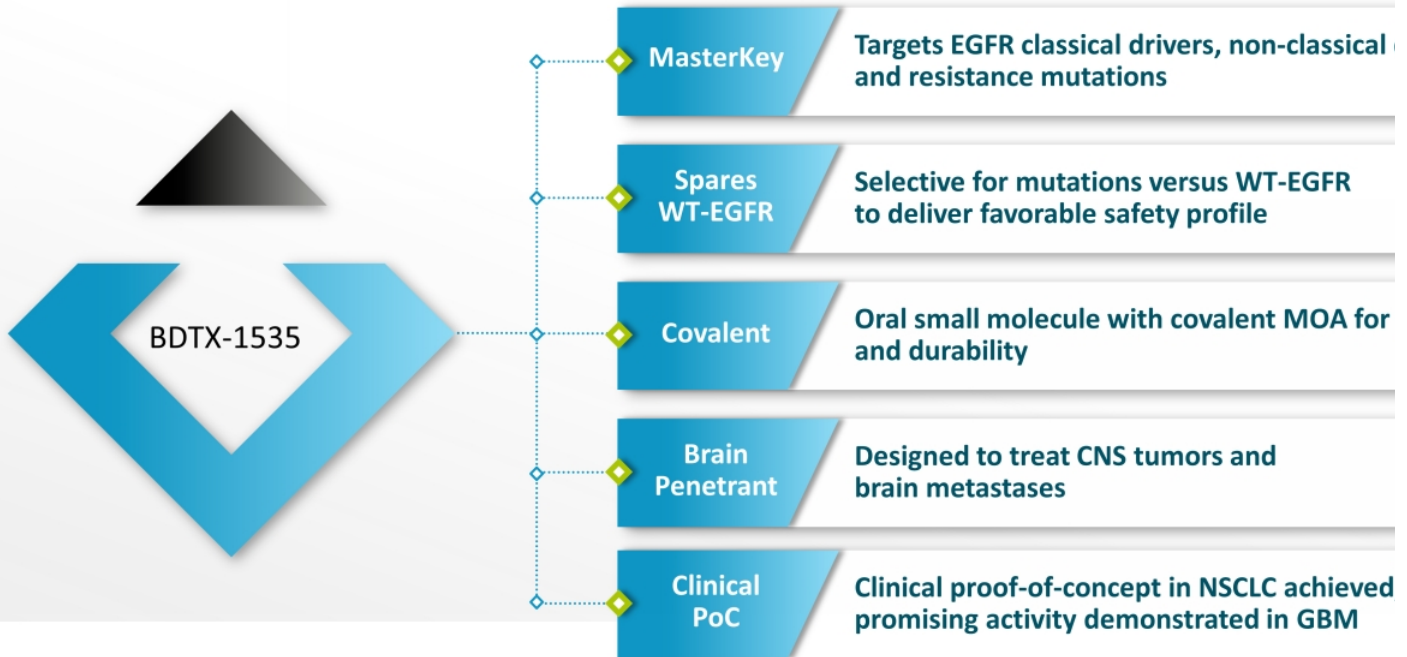 MasterKey
Targets EGFR classical drivers, non-classical
and resistance mutations
Spares
WT-EGFR
Selective for mutations versus WT-EGFR
to deliver favorable safety profile
BDTX-1535
Covalent
Oral small molecule with covalent MOA for
and durability
Brain
Penetrant
Designed to treat CNS tumors and
brain metastases
Clinical
PoC
Clinical proof-of-concept in NSCLC achieved
promising activity demonstrated in GBM